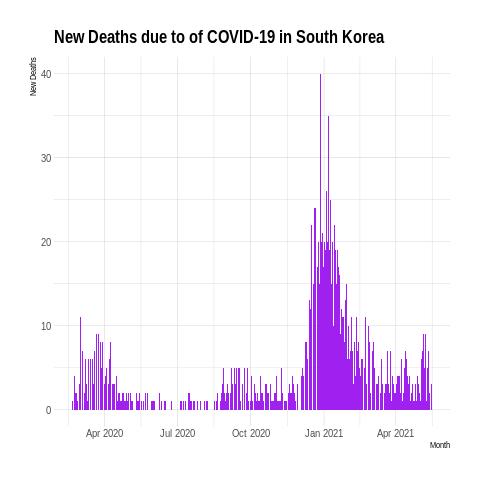 New Deaths due to of COVID-19 in South Korea
New Deaths
40
30
20
10
0
Apr 2020 Jul 2020 Oct 2020 Jan 2021 Apr 2021
Month